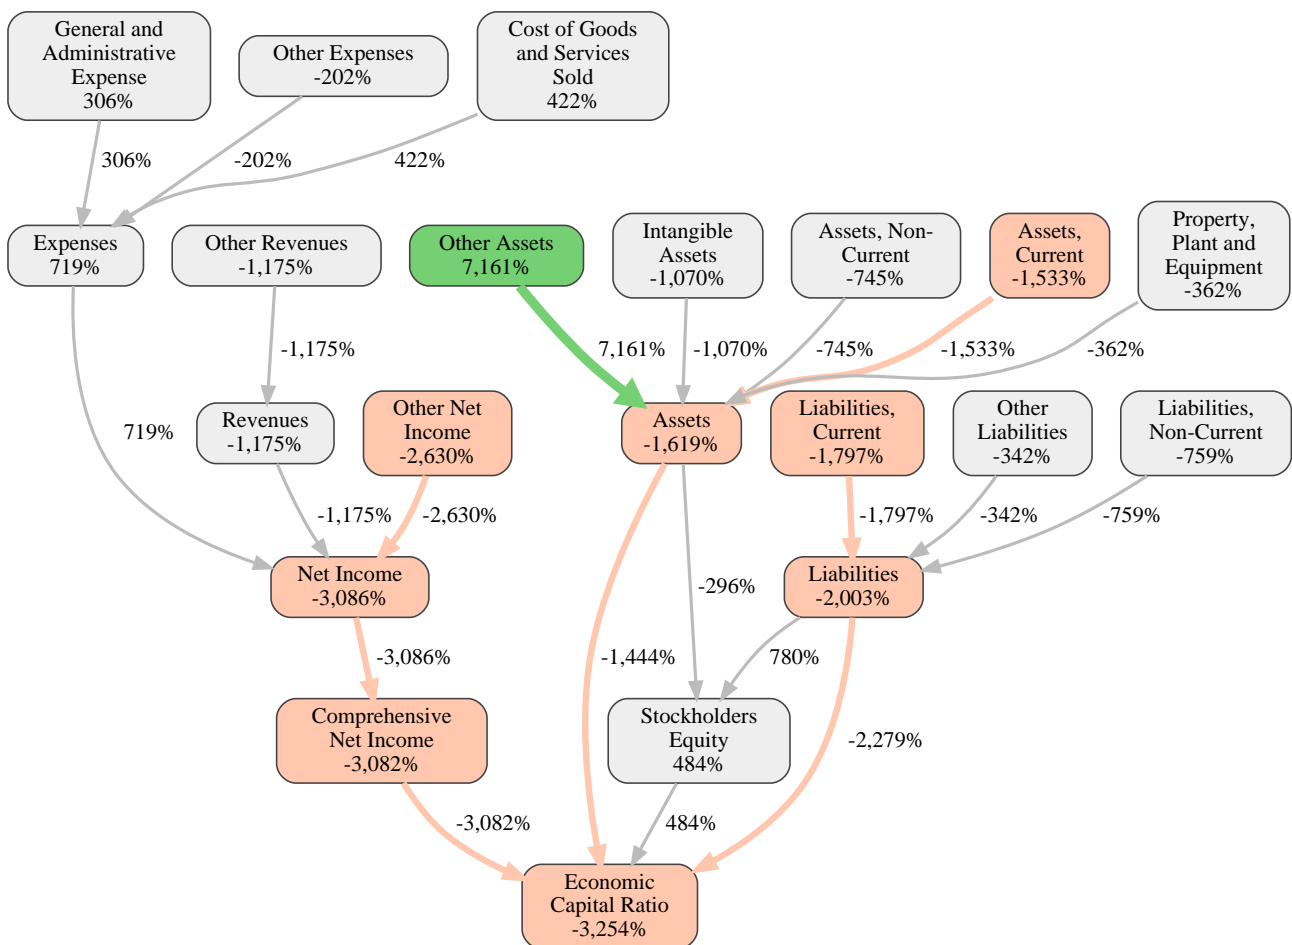 General and
Administrative
Expense
306%
Other Expenses
-202%
Cost of Goods
and Services
Sold
422%
306%
-202%
422%
Expenses
719%
Other Revenues
-1,175%
Other Assets
7,161%
Intangible
Assets
-1,070%
Assets, Non-
Current
-745%
Assets,
Current
-1,533%
Property,
Plant and
Equipment
-362%
-1,175%
7,161%
-1,070%
-745%
-1,533%
-362%
719%
Revenues
-1,175%
Other Net
Income
-2,630%
Assets
-1,619%
Liabilities,
Current
-1,797%
Other
Liabilities
-342%
Liabilities,
Non-Current
-759%
-1,175%
-2,630%
-1,797%
-342%
-759%
Net Income
-3,086%
-296%
Liabilities
-2,003%
-3,086%
-1,444%
780%
Comprehensive
Net Income
-3,082%
Stockholders
Equity
484%
-2,279%
-3,082%
484%
Economic
Capital Ratio
-3,254%